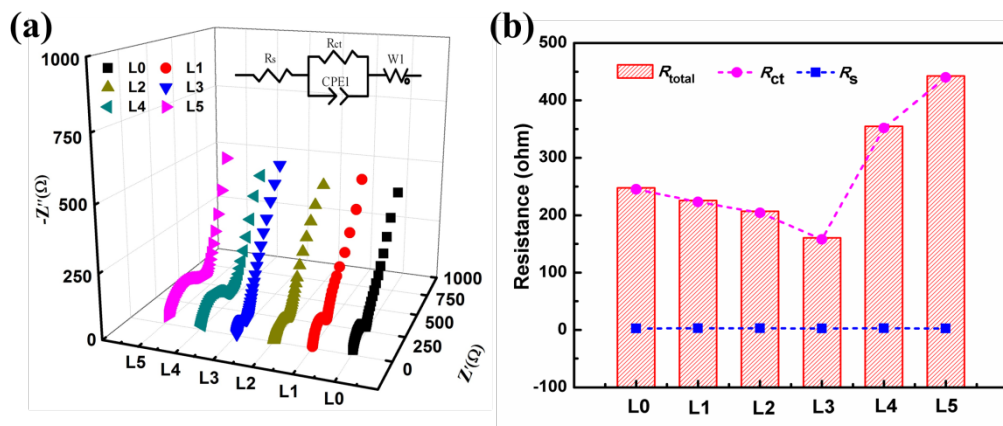 (a)
1000
750
500
250
0
-Z''(Ω)
L0 L1
L2 L3
L4 L5
Rs
Rct
CPE1
W1
L5 L4 L3 L2 L1 L0
0 250 500 750 1000
Z'(Ω)
(b)
500
400
300
200
100
0
-100
Resistance (ohm)
Rtotal Rct Rs
L0 L1 L2 L3 L4 L5